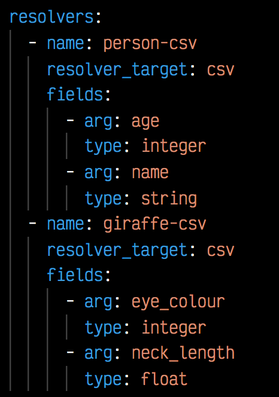 resolvers:
  - name: person-csv
    resolver_target: csv
    fields:
      - arg: age
        type: integer
      - arg: name
        type: string
  - name: giraffe-csv
    resolver_target: csv
    fields:
      - arg: eye_colour
        type: integer
      - arg: neck_length
        type: float